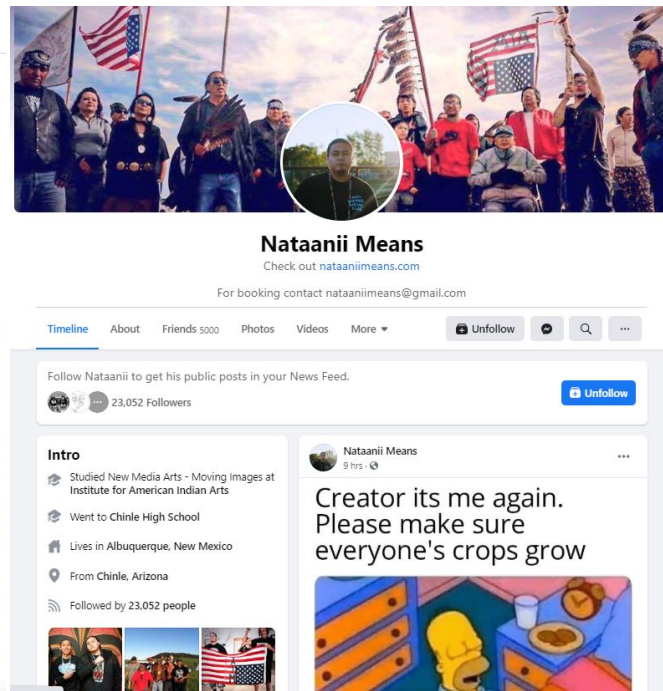 Nataanii Means
Check out nataaniimeans.com
For booking contact nataaniimeans@gmail.com
Timeline About Friends 5000 Photos Videos More Unfollow
Follow Nataanii to get his public posts in your News Feed.
23,052 Followers
Unfollow
Intro
Studied New Media Arts - Moving Images at
Institute for American Indian Arts
Went to Chinle High School
Lives in Albuquerque, New Mexico
From Chinle, Arizona
Followed by 23,052 people
Nataanii Means
9 hrs ·
Creator its me again.
Please make sure
everyone's crops grow